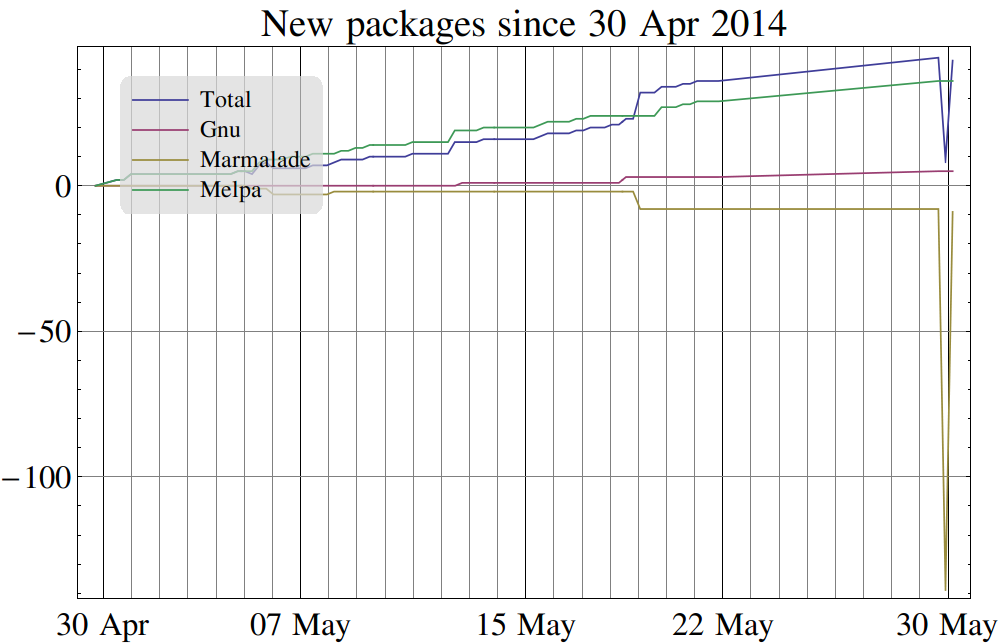 New packages since 30 Apr 2014
Total
Gnu
Marmalade
Melpa
0
−50
−100
30 Apr 07 May 15 May 22 May 30 May